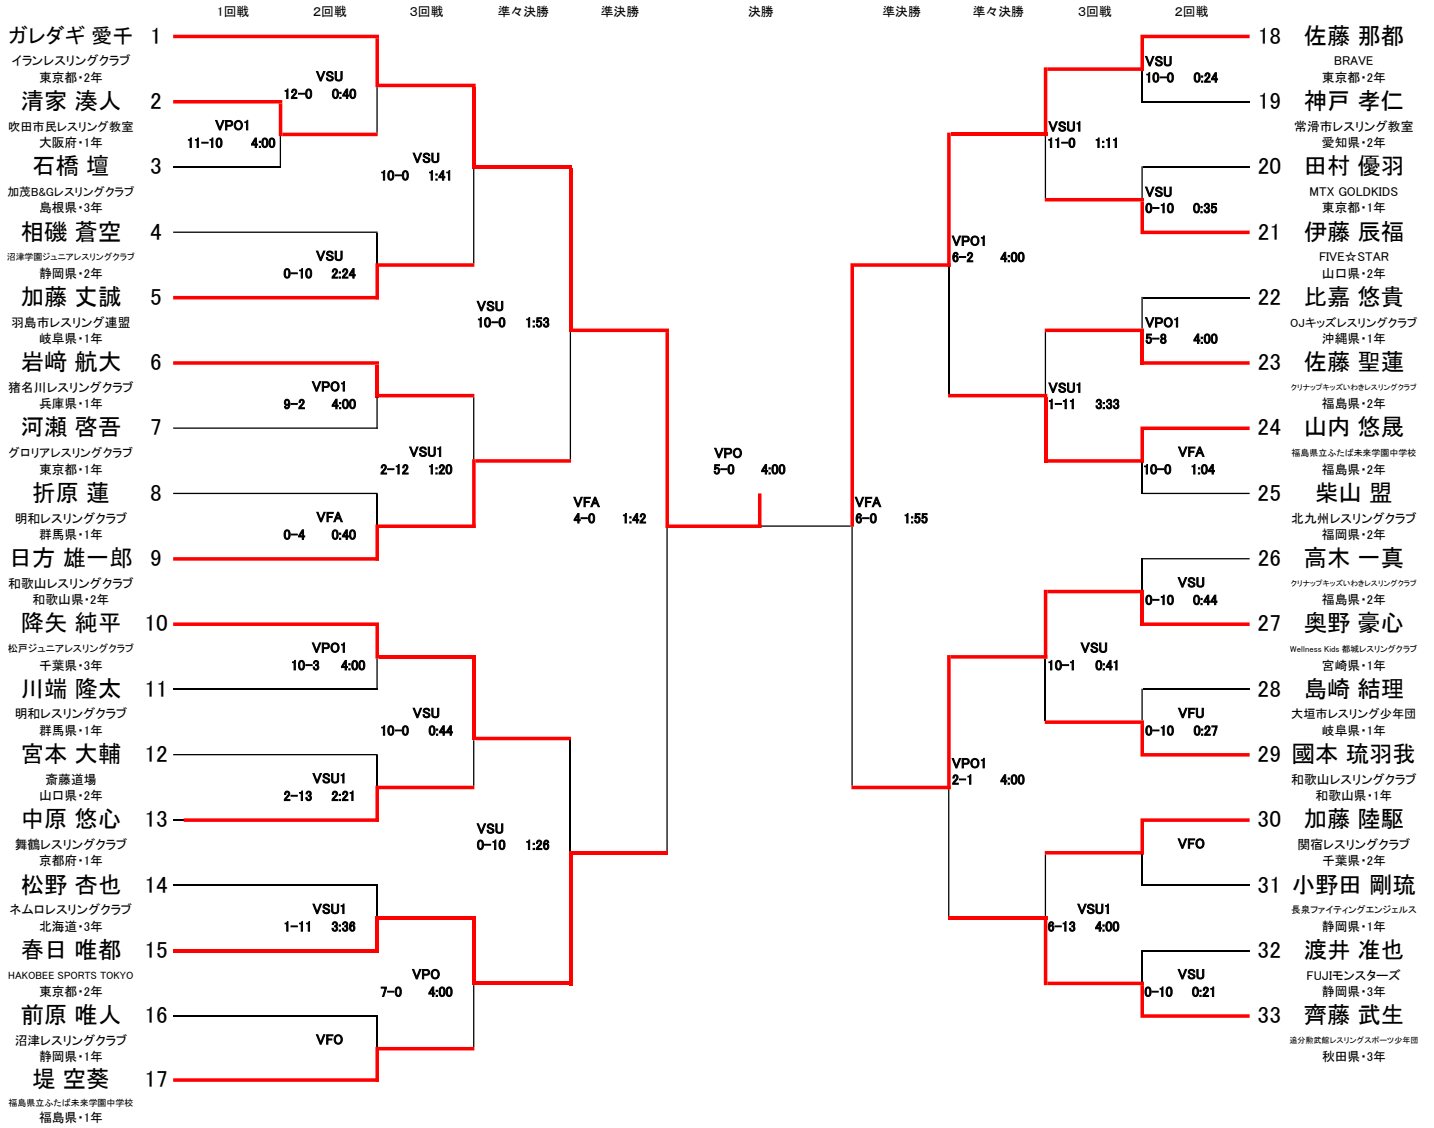 1回戦 2回戦 3回戦 準々決勝 準決勝 決勝 準決勝 準々決勝 3回戦 2回戦
ガレダギ 愛千 1
イランレスリングクラブ
東京都・2年
清家 湊人 2
吹田市民レスリング教室
大阪府・1年
石橋 壇 3
加茂B&Gレスリングクラブ
島根県・3年
相磯 蒼空 4
沼津学園ジュニアレスリングクラブ
静岡県・2年
加藤 丈誠 5
羽島市レスリング連盟
岐阜県・1年
岩﨑 航大 6
猪名川レスリングクラブ
兵庫県・1年
河瀬 啓吾 7
グロリアレスリングクラブ
東京都・1年
折原 蓮 8
明和レスリングクラブ
群馬県・1年
日方 雄一郎 9
和歌山レスリングクラブ
和歌山県・2年
降矢 純平 10
松戸ジュニアレスリングクラブ
千葉県・3年
川端 隆太 11
明和レスリングクラブ
群馬県・1年
宮本 大輔 12
斎藤道場
山口県・2年
中原 悠心 13
舞鶴レスリングクラブ
京都府・1年
松野 杏也 14
ネムロレスリングクラブ
北海道・3年
春日 唯都 15
HAKOBEE SPORTS TOKYO
東京都・2年
前原 唯人 16
沼津レスリングクラブ
静岡県・1年
堤 空葵 17
福島県立ふたば未来学園中学校
福島県・1年
VPO1
11-10 4:00
VSU
12-0 0:40
VSU
0-10 2:24
VPO1
9-2 4:00
VFA
0-4 0:40
VPO1
10-3 4:00
VSU1
2-13 2:21
VSU1
1-11 3:36
VFO
VSU
10-0 1:41
VSU1
2-12 1:20
VSU
10-0 0:44
VPO
7-0 4:00
VSU
10-0 1:53
VSU
0-10 1:26
VFA
4-0 1:42
VPO
5-0 4:00
VFA
6-0 1:55
VPO1
6-2 4:00
VPO1
2-1 4:00
VSU1
11-0 1:11
VSU1
1-11 3:33
VSU
10-1 0:41
VSU1
6-13 4:00
VSU
10-0 0:24
VSU
0-10 0:35
VPO1
5-8 4:00
VFA
10-0 1:04
VSU
0-10 0:44
VFU
0-10 0:27
VFO
VSU
0-10 0:21
18 佐藤 那都
BRAVE
東京都・2年
19 神戸 孝仁
常滑市レスリング教室
愛知県・2年
20 田村 優羽
MTX GOLDKIDS
東京都・1年
21 伊藤 辰福
FIVE☆STAR
山口県・2年
22 比嘉 悠貴
OJキッズレスリングクラブ
沖縄県・1年
23 佐藤 聖蓮
クリナップキッズいわきレスリングクラブ
福島県・2年
24 山内 悠晟
福島県立ふたば未来学園中学校
福島県・2年
25 柴山 盟
北九州レスリングクラブ
福岡県・2年
26 高木 一真
クリナップキッズいわきレスリングクラブ
福島県・2年
27 奥野 豪心
Wellness Kids 都城レスリングクラブ
宮崎県・1年
28 島崎 結理
大垣市レスリング少年団
岐阜県・1年
29 國本 琉羽我
和歌山レスリングクラブ
和歌山県・1年
30 加藤 陸駆
関宿レスリングクラブ
千葉県・2年
31 小野田 剛琉
長泉ファイティングエンジェルス
静岡県・1年
32 渡井 准也
FUJIモンスターズ
静岡県・3年
33 齊藤 武生
追分勲武館レスリングスポーツ少年団
秋田県・3年